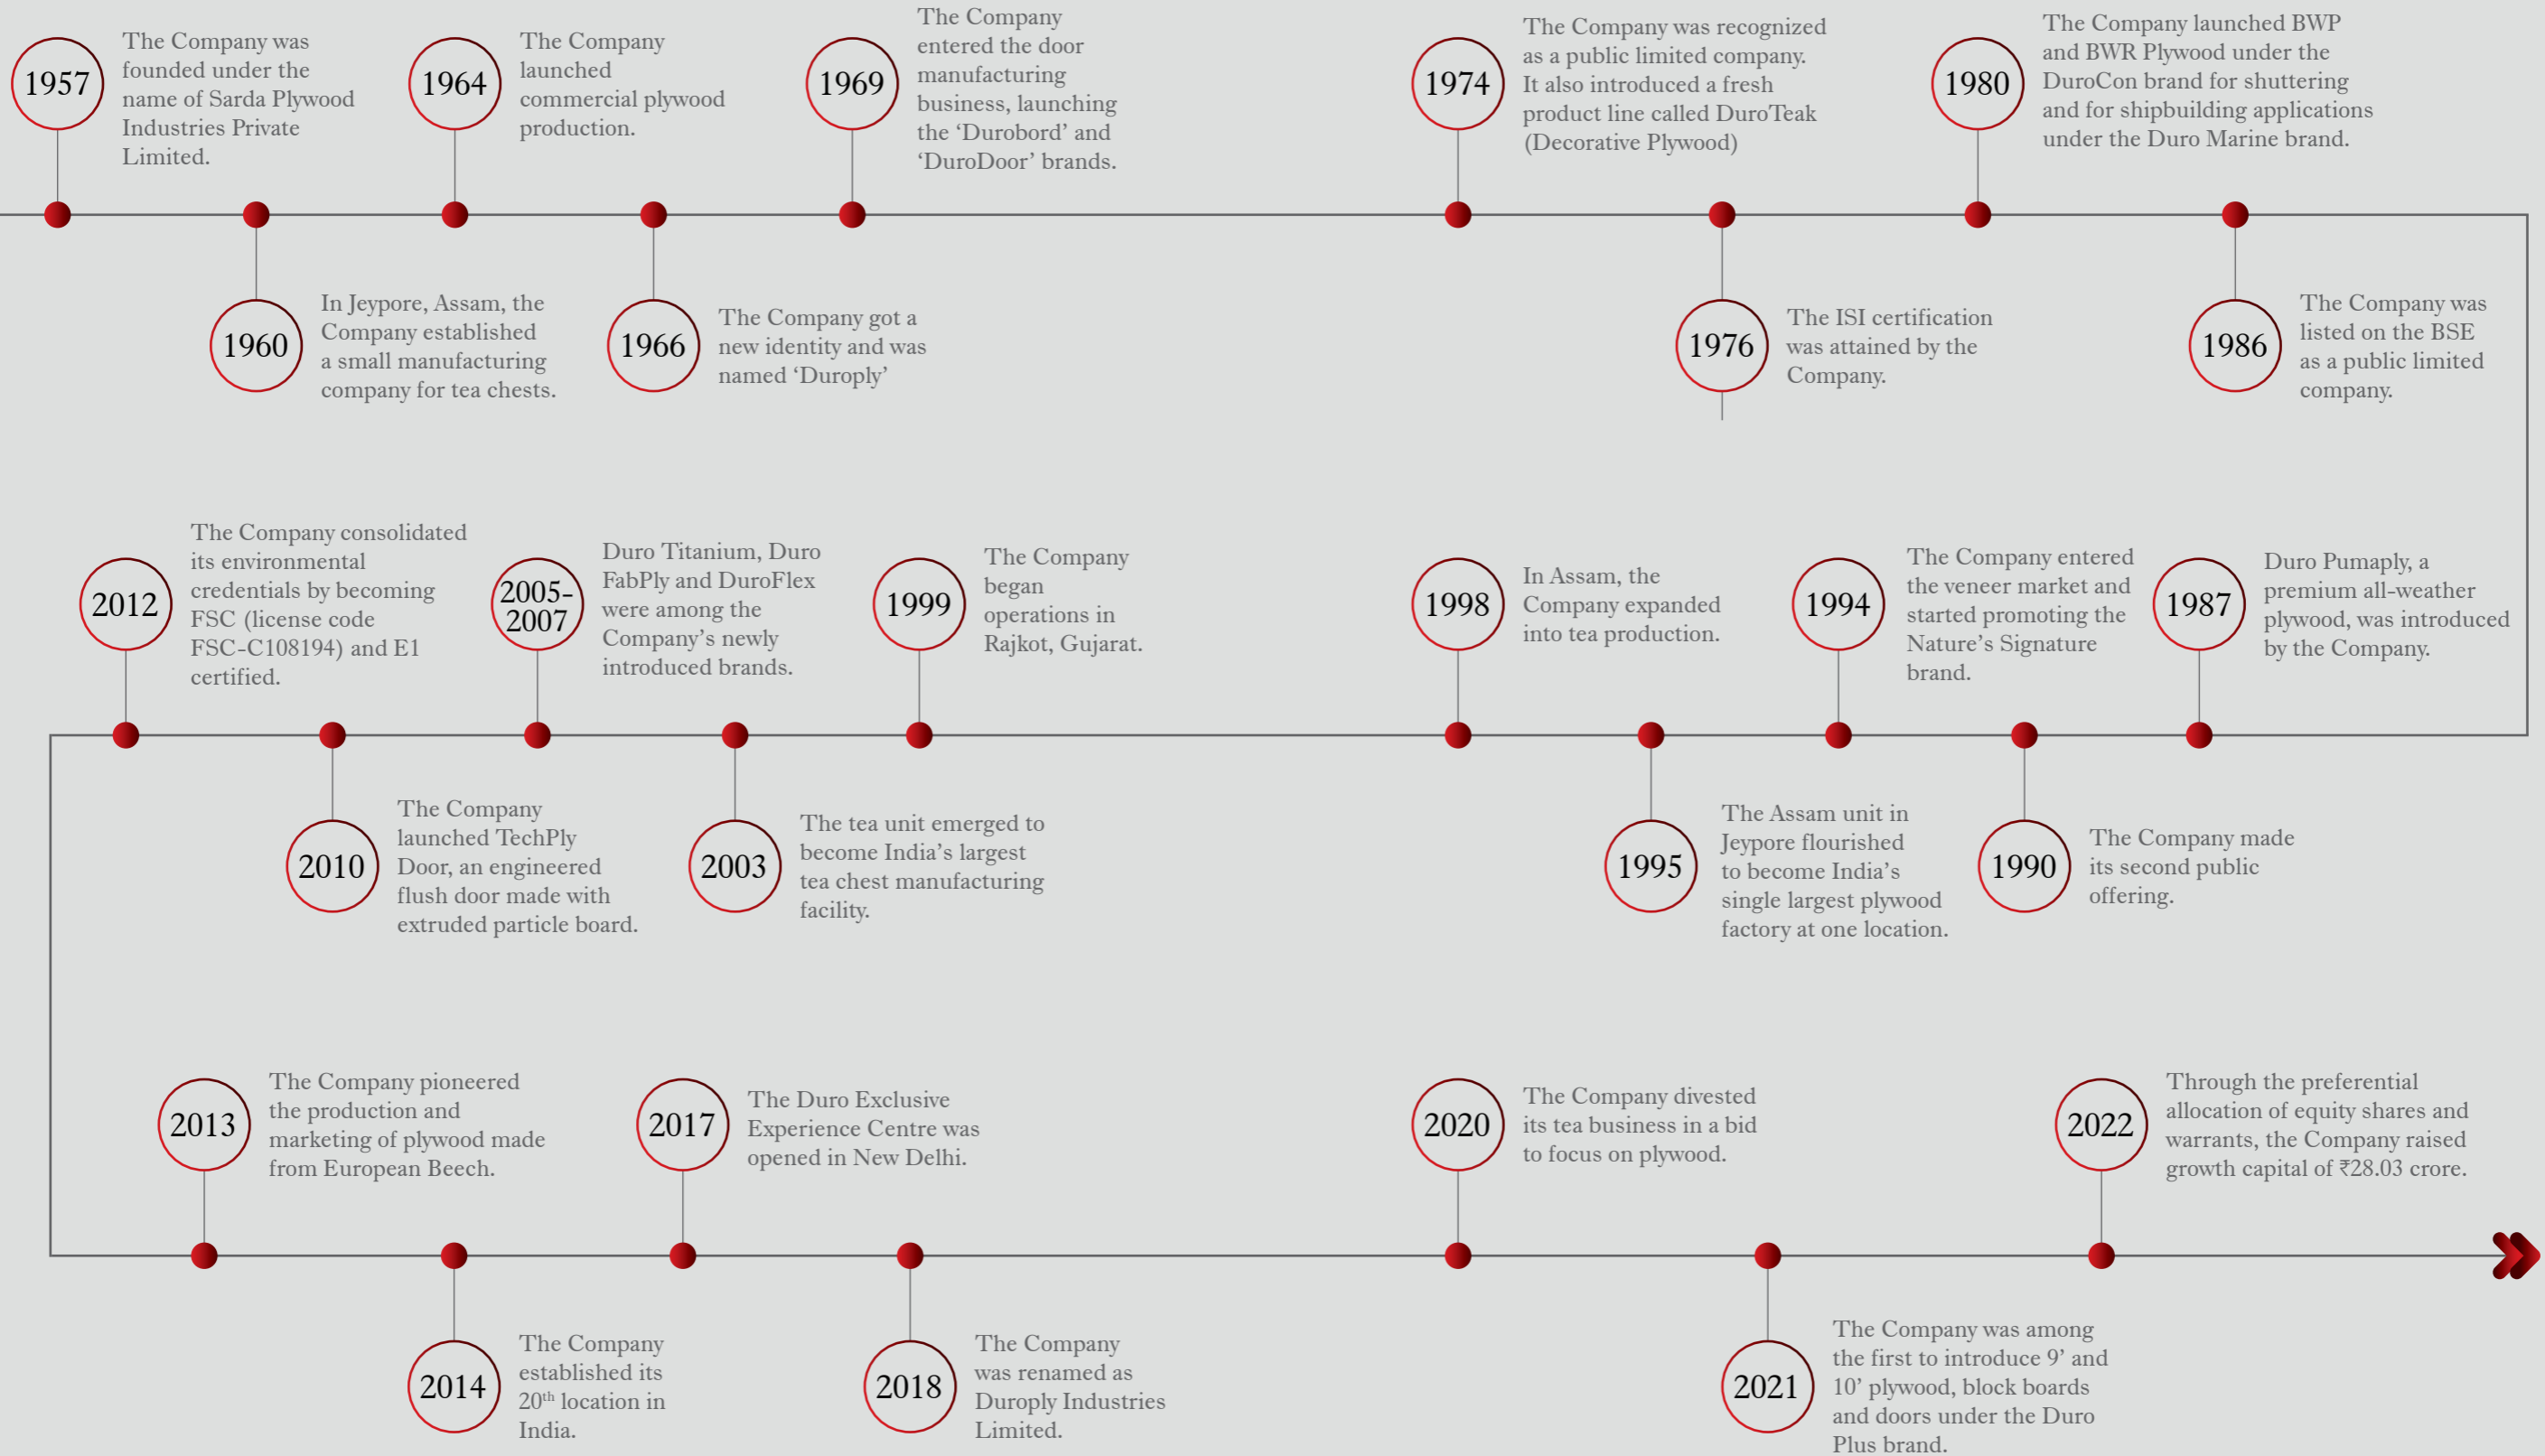 1957
The Company was
founded under the
name of Sarda Plywood
Industries Private
Limited.
1960
In Jeypore, Assam, the
Company established
a small manufacturing
company for tea chests.
1964
The Company
launched
commercial plywood
production.
1966
The Company got a
new identity and was
named ‘Duroply’
1969
The Company
entered the door
manufacturing
business, launching
the ‘Durobord’ and
‘DuroDoor’ brands.
1974
The Company was recognized
as a public limited company.
It also introduced a fresh
product line called DuroTeak
(Decorative Plywood)
1976
The ISI certification
was attained by the
Company.
1980
The Company launched BWP
and BWR Plywood under the
DuroCon brand for shuttering
and for shipbuilding applications
under the Duro Marine brand.
1986
The Company was
listed on the BSE
as a public limited
company.
1987
Duro Pumaply, a
premium all-weather
plywood, was introduced
by the Company.
1990
The Company made
its second public
offering.
1994
The Company entered
the veneer market and
started promoting the
Nature’s Signature
brand.
1995
The Assam unit in
Jeypore flourished
to become India’s
single largest plywood
factory at one location.
1998
In Assam, the
Company expanded
into tea production.
1999
The Company
began
operations in
Rajkot, Gujarat.
2003
The tea unit emerged to
become India’s largest
tea chest manufacturing
facility.
2005-
2007
Duro Titanium, Duro
FabPly and DuroFlex
were among the
Company’s newly
introduced brands.
2010
The Company
launched TechPly
Door, an engineered
flush door made with
extruded particle board.
2012
The Company consolidated
its environmental
credentials by becoming
FSC (license code
FSC-C108194) and E1
certified.
2013
The Company pioneered
the production and
marketing of plywood made
from European Beech.
2014
The Company
established its
20th location in
India.
2017
The Duro Exclusive
Experience Centre was
opened in New Delhi.
2018
The Company
was renamed as
Duroply Industries
Limited.
2020
The Company divested
its tea business in a bid
to focus on plywood.
2021
The Company was among
the first to introduce 9’ and
10’ plywood, block boards
and doors under the Duro
Plus brand.
2022
Through the preferential
allocation of equity shares and
warrants, the Company raised
growth capital of ₹28.03 crore.